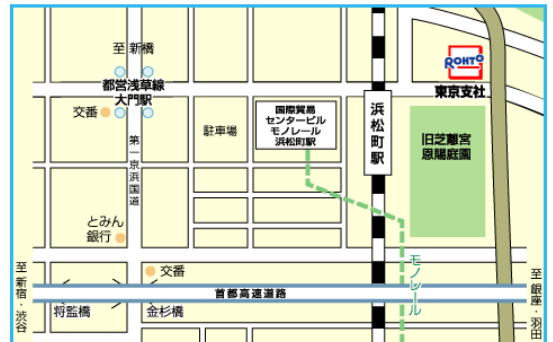 至 新橋
都営浅草線
大門駅
交番
第一京浜国道
駐車場
国際貿易
センタービル
モノレール
浜松町駅
浜松町駅
ROHTO
東京支社
旧芝離宮
恩賜庭園
とみん
銀行
交番
モノレール
至 新宿・渋谷
首都高速道路
至 銀座・羽田
将監橋
金杉橋